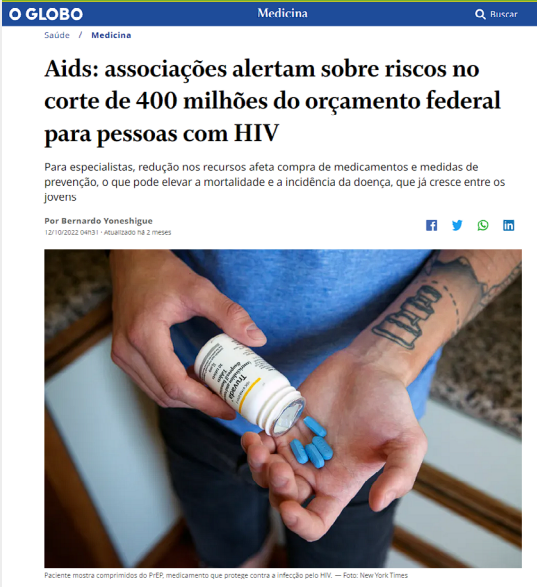 O GLOBO
Medicina
Buscar
Saúde / Medicina
Aids: associações alertam sobre riscos no
corte de 400 milhões do orçamento federal
para pessoas com HIV
Para especialistas, redução nos recursos afeta compra de medicamentos e medidas de
prevenção, o que pode elevar a mortalidade e a incidência da doença, que já cresce entre os
jovens
Por Bernardo Yoneshigue
12/10/2022 04h31 · Atualizado há 2 meses
Truvada
Paciente mostra comprimidos do PrEP, medicamento que protege contra a infecção pelo HIV. — Foto: New York Times